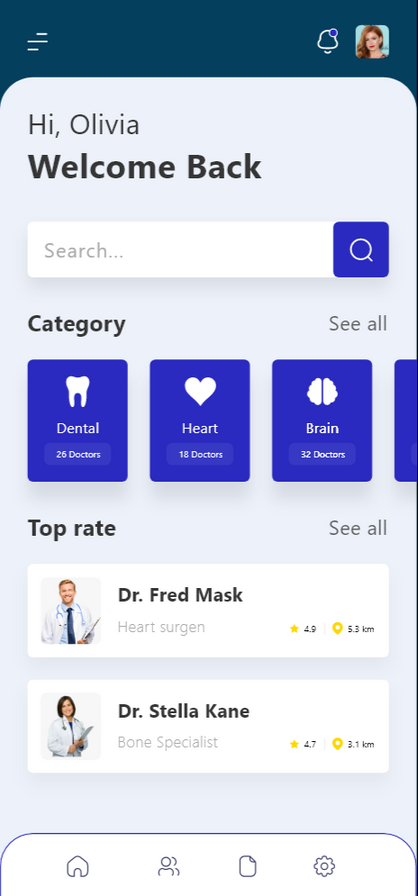 Hi, Olivia
Welcome Back
Search...
Category See all
Dental Heart Brain
26 Doctors 18 Doctors 32 Doctors
Top rate See all
Dr. Fred Mask
Heart surgen 4.9 5.3 km
Dr. Stella Kane
Bone Specialist 4.7 3.1 km